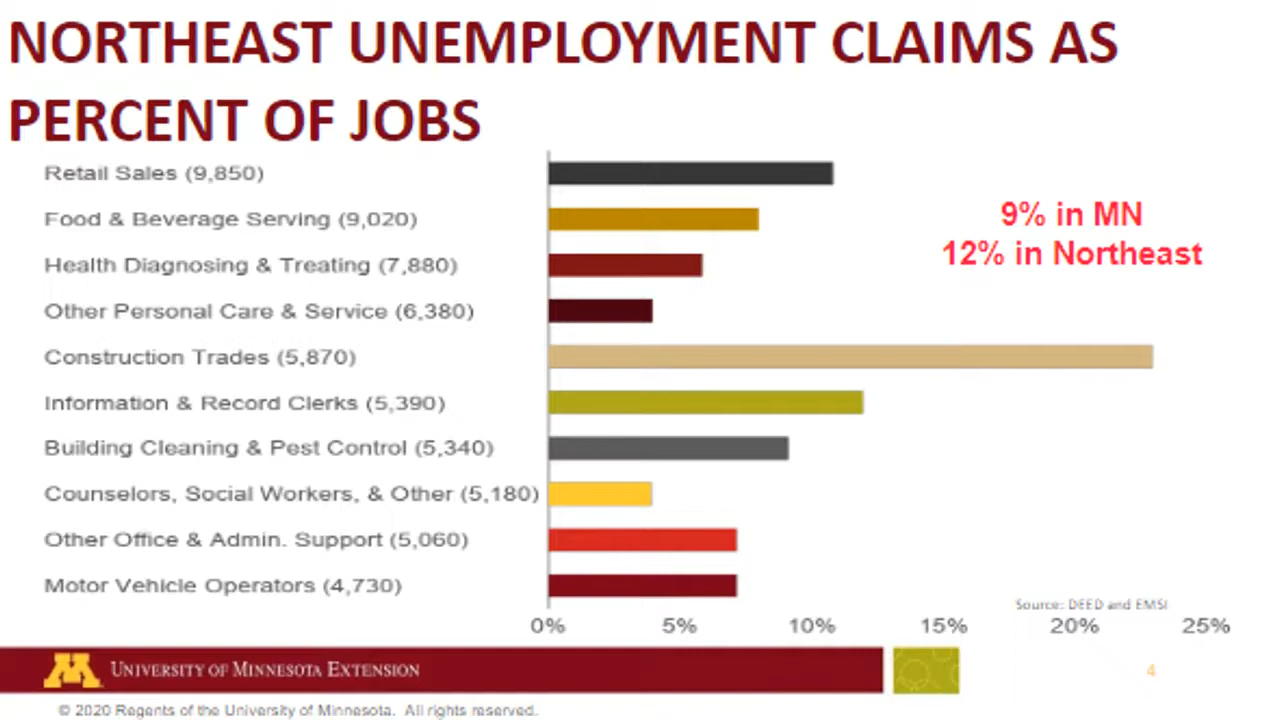 NORTHEAST UNEMPLOYMENT CLAIMS AS
PERCENT OF JOBS
Retail Sales (9,850)
Food & Beverage Serving (9,020)
Health Diagnosing & Treating (7,880)
Other Personal Care & Service (6,380)
Construction Trades (5,870)
Information & Record Clerks (5,390)
Building Cleaning & Pest Control (5,340)
Counselors, Social Workers, & Other (5,180)
Other Office & Admin. Support (5,060)
Motor Vehicle Operators (4,730)
9% in MN
12% in Northeast
Source: DEED and EMSI
0% 5% 10% 15% 20% 25%
M UNIVERSITY OF MINNESOTA EXTENSION
4
© 2020 Regents of the University of Minnesota. All rights reserved.